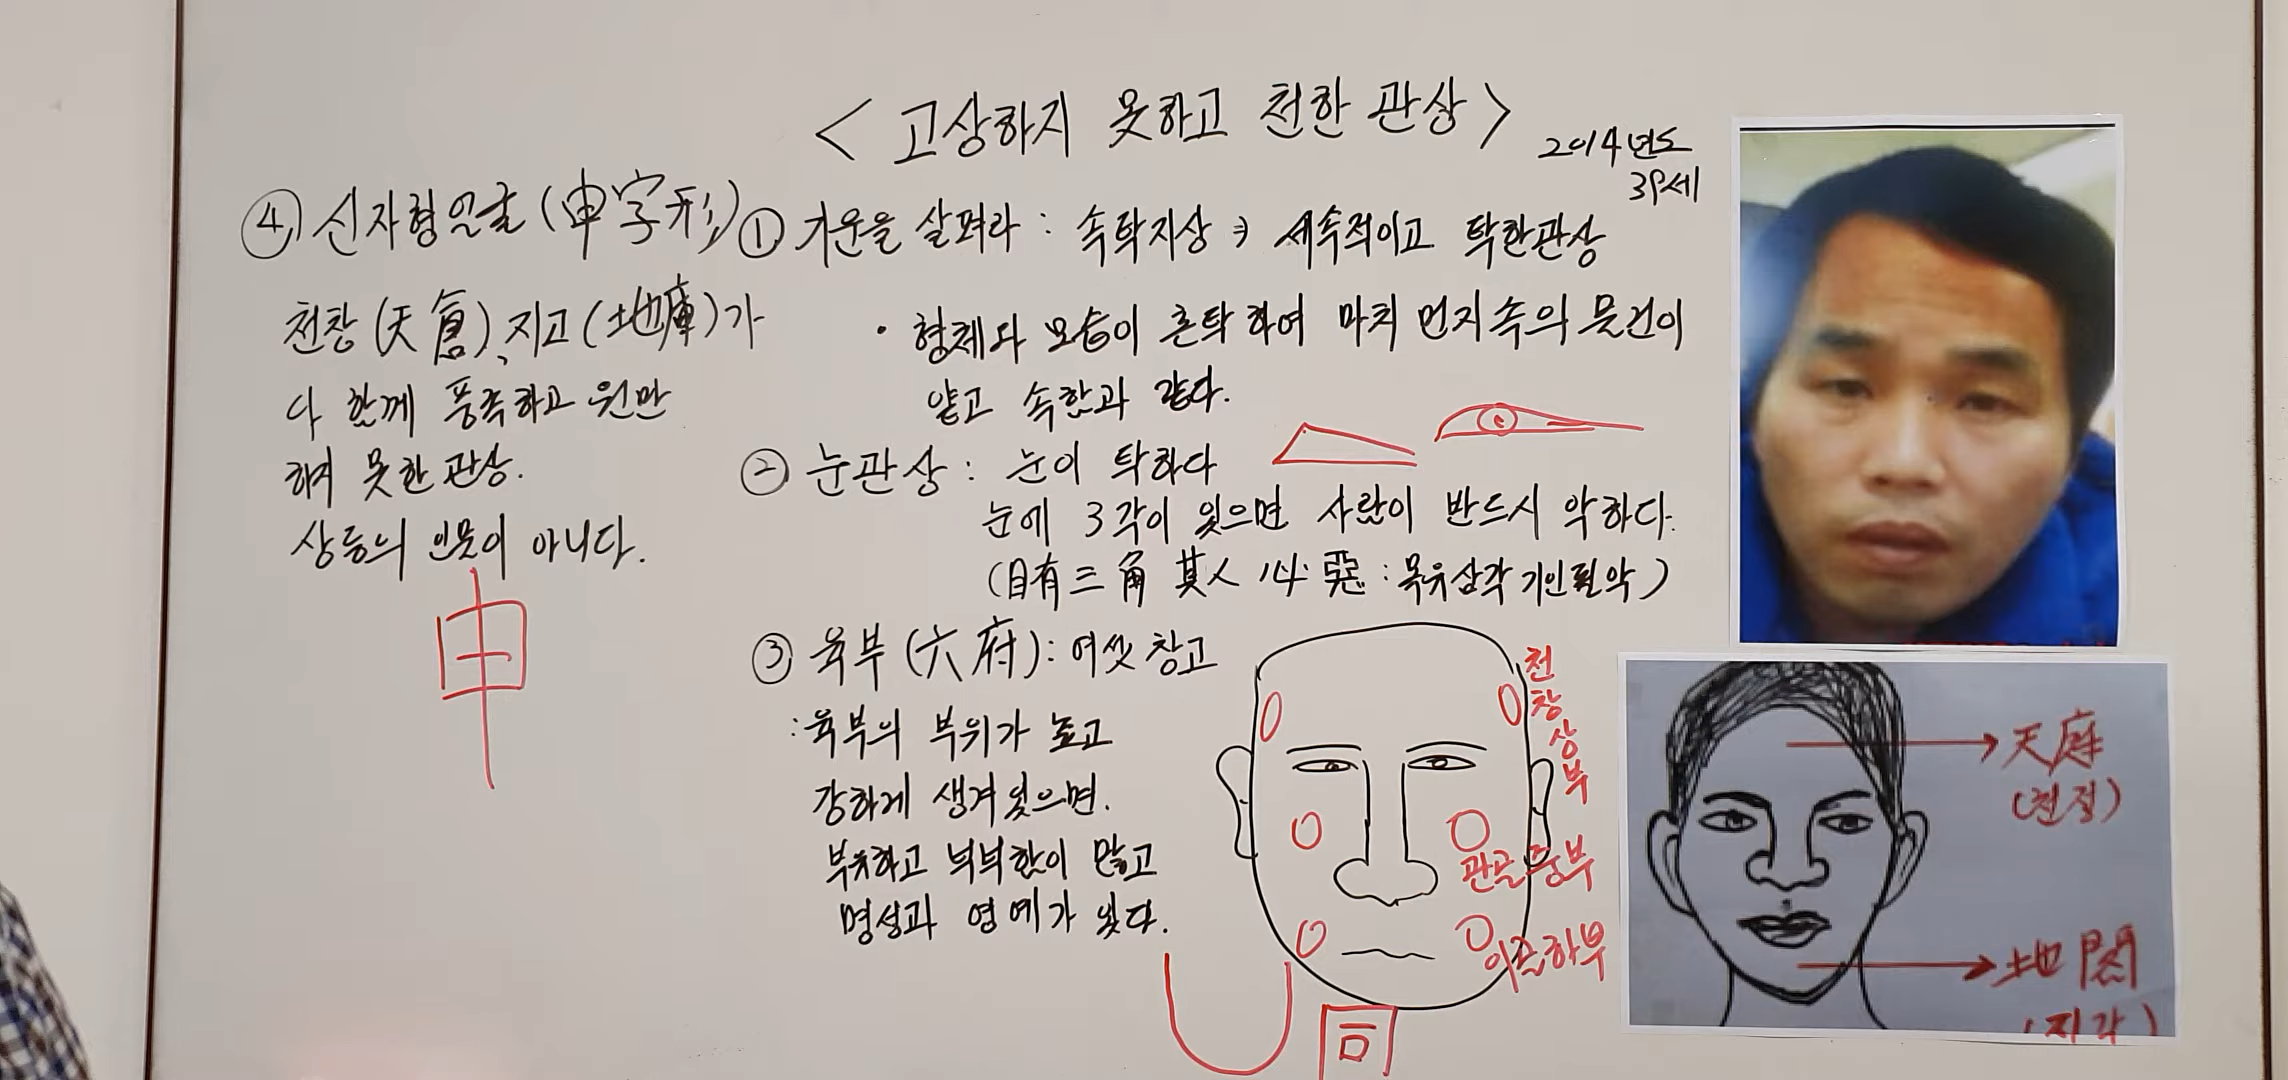 < 고상하지 못하고 천한 관상 >
2014년도
39세
④ 신자형얼굴 (申字形)
천창(天倉), 지고(地庫)가
다 함께 풍족하고 원만
하지 못한 관상.
상등의 인물이 아니다.
申
① 기운을 살펴라 : 속탁지상 ⇒ 세속적이고 탁한관상
• 형체와 모습이 혼탁하여 마치 먼지속의 물건이
얕고 속한과 같다.
② 눈관상 : 눈이 탁하다
눈에 3각이 있으면 사람이 반드시 악하다.
(目有三角 其人 必 惡 : 목유삼각 기인필악)
③ 육부(六府) : 여섯 창고
: 육부의 부위가 높고
강하게 생겨있으면.
부유하고 넉넉함이 많고
명성과 영예가 있다.
천창상부
관골중부
이골하부
同
天庭
(천정)
地閣
(지각)